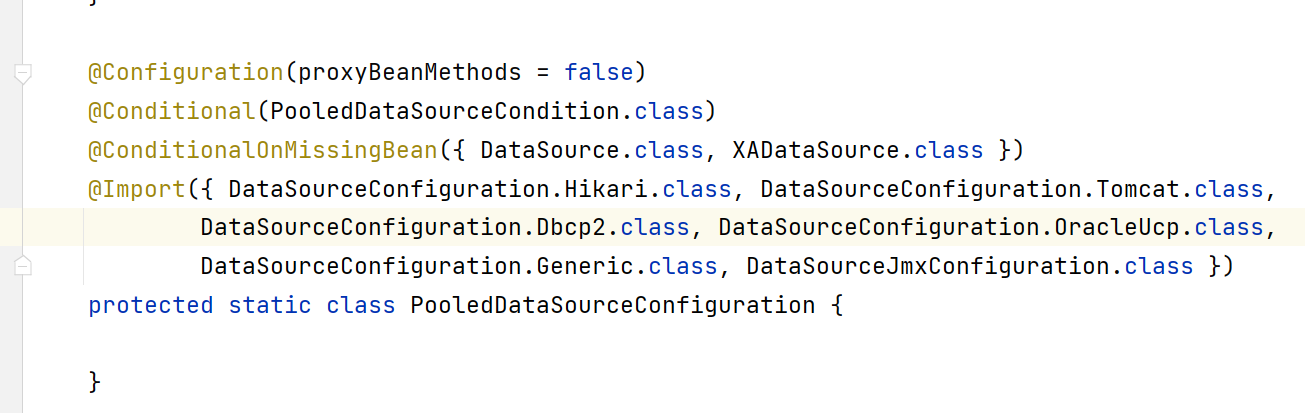 }
@Configuration(proxyBeanMethods = false)
@Conditional(PooledDataSourceCondition.class)
@ConditionalOnMissingBean({ DataSource.class, XADataSource.class })
@Import({ DataSourceConfiguration.Hikari.class, DataSourceConfiguration.Tomcat.class,
DataSourceConfiguration.Dbcp2.class, DataSourceConfiguration.OracleUcp.class,
DataSourceConfiguration.Generic.class, DataSourceJmxConfiguration.class })
protected static class PooledDataSourceConfiguration {
}